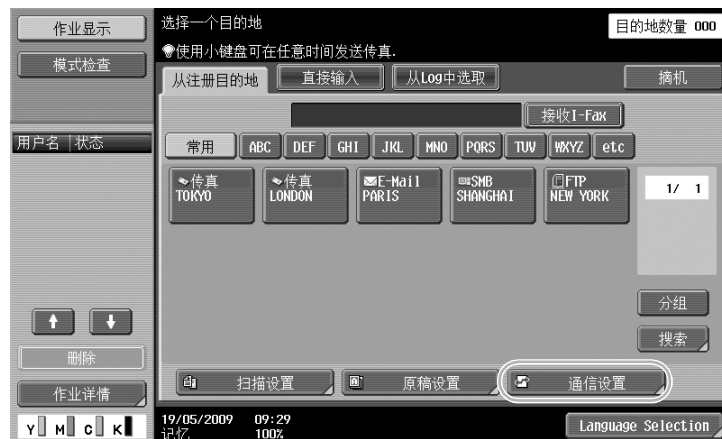 作业显示
模式检查
用户名 状态
删除
作业详情
Y M C K
选择一个目的地
目的地数量 000
使用小键盘可在任意时间发送传真.
从注册目的地 直接输入 从Log中选取 摘机
接收I-Fax
常用 ABC DEF GHI JKL MNO PQRS TUV WXYZ etc
传真 TOKYO
传真 LONDON
E-Mail PARIS
SMB SHANGHAI
FTP NEW YORK
1/ 1
分组
搜索
扫描设置 原稿设置 通信设置
19/05/2009 09:29
记忆 100%
Language Selection